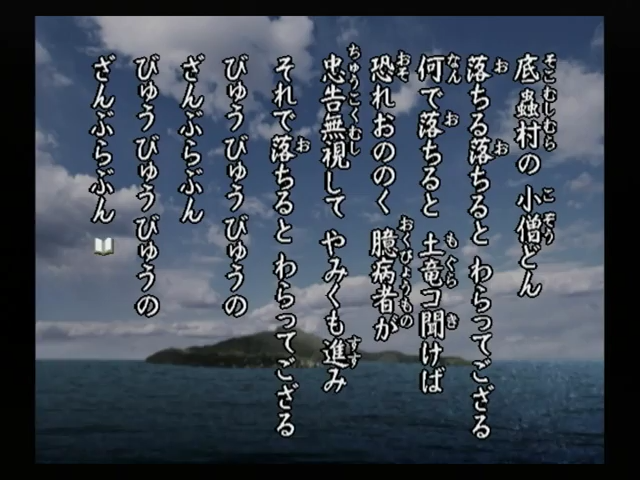 底蟲村の 小僧どん
落ちる落ちると わらってござる
何で落ちると 土竜コ聞けば
恐れおののく 臆病者が
忠告無視して やみくも進み
それで落ちると わらってござる
びゅうびゅうびゅうの
ざんぶらぶん
びゅうびゅうびゅうの
ざんぶらぶん